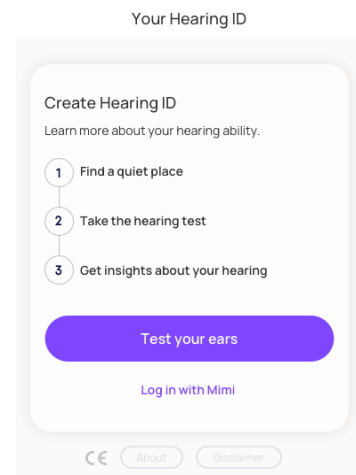 Your Hearing ID
Create Hearing ID
Learn more about your hearing ability.
1 Find a quiet place
2 Take the hearing test
3 Get insights about your hearing
Test your ears
Log in with Mimi
CE About Disclaimer